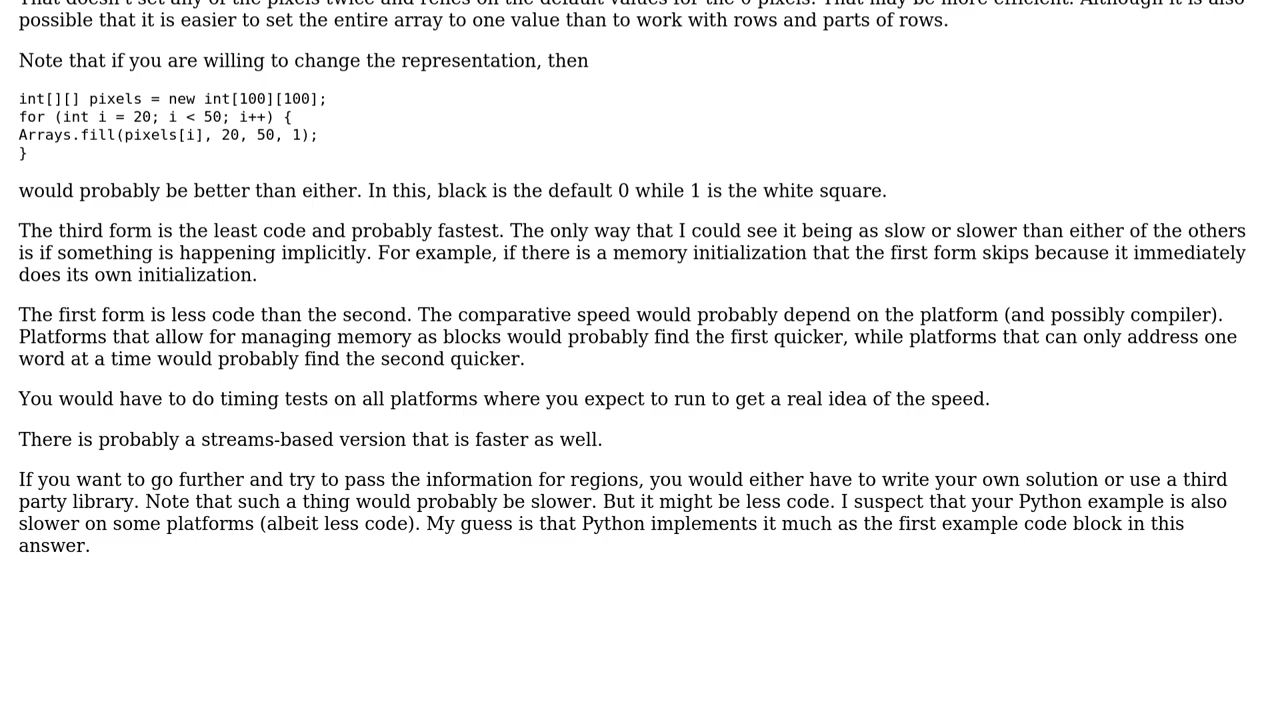 possible that it is easier to set the entire array to one value than to work with rows and parts of rows.
Note that if you are willing to change the representation, then
int[][] pixels = new int[100][100];
for (int i = 20; i < 50; i++) {
Arrays.fill(pixels[i], 20, 50, 1);
}
would probably be better than either. In this, black is the default 0 while 1 is the white square.
The third form is the least code and probably fastest. The only way that I could see it being as slow or slower than either of the others
is if something is happening implicitly. For example, if there is a memory initialization that the first form skips because it immediately
does its own initialization.
The first form is less code than the second. The comparative speed would probably depend on the platform (and possibly compiler).
Platforms that allow for managing memory as blocks would probably find the first quicker, while platforms that can only address one
word at a time would probably find the second quicker.
You would have to do timing tests on all platforms where you expect to run to get a real idea of the speed.
There is probably a streams-based version that is faster as well.
If you want to go further and try to pass the information for regions, you would either have to write your own solution or use a third
party library. Note that such a thing would probably be slower. But it might be less code. I suspect that your Python example is also
slower on some platforms (albeit less code). My guess is that Python implements it much as the first example code block in this
answer.